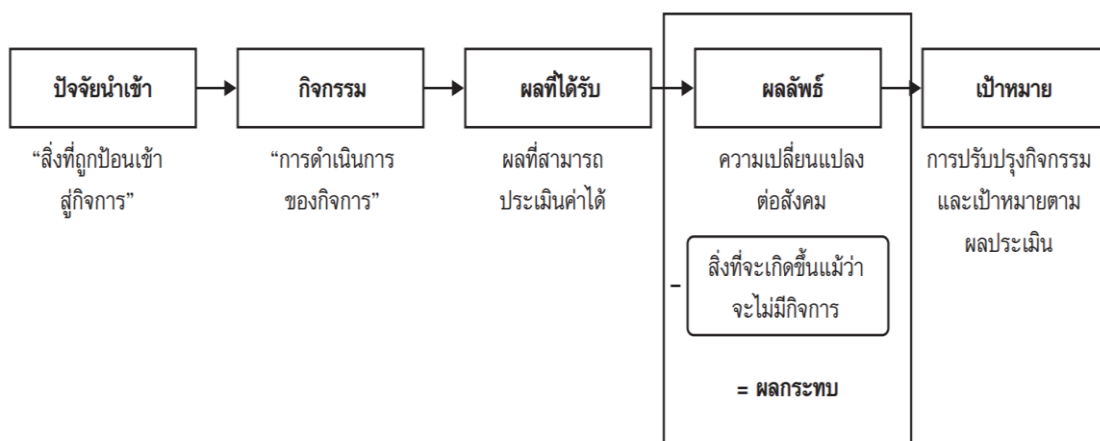 ปัจจัยนำเข้า
กิจกรรม
ผลที่ได้รับ
ผลลัพธ์
เป้าหมาย
“สิ่งที่ถูกป้อนเข้า
สู่กิจการ”
“การดำเนินการ
ของกิจการ”
ผลที่สามารถ
ประเมินค่าได้
ความเปลี่ยนแปลง
ต่อสังคม
การปรับปรุงกิจกรรม
และเป้าหมายตาม
ผลประเมิน
– สิ่งที่จะเกิดขึ้นแม้ว่า
จะไม่มีกิจการ
= ผลกระทบ